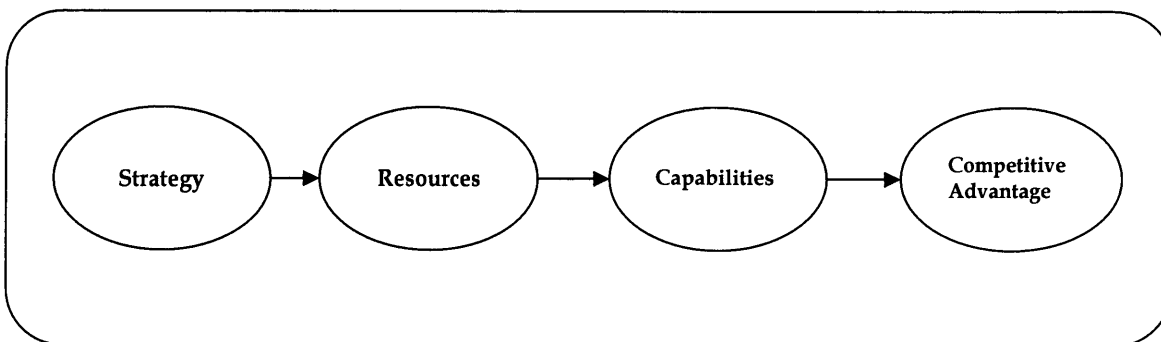 Strategy
Resources
Capabilities
Competitive
Advantage